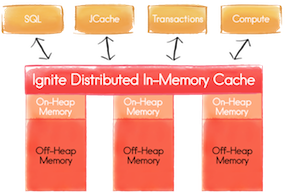 SQL
JCache
Transactions
Compute
Ignite Distributed In-Memory Cache
On-Heap
Memory
On-Heap
Memory
On-Heap
Memory
Off-Heap
Memory
Off-Heap
Memory
Off-Heap
Memory